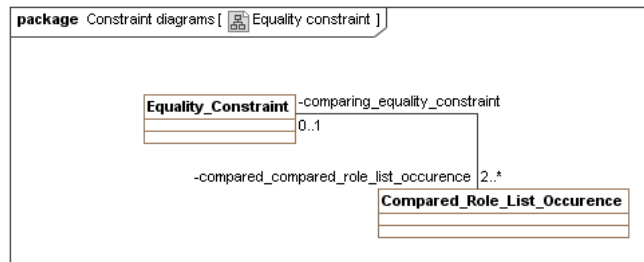 package Constraint diagrams [ Equality constraint ]
Equality_Constraint
-comparing_equality_constraint
0..1
-compared_compared_role_list_occurence
2..*
Compared_Role_List_Occurence